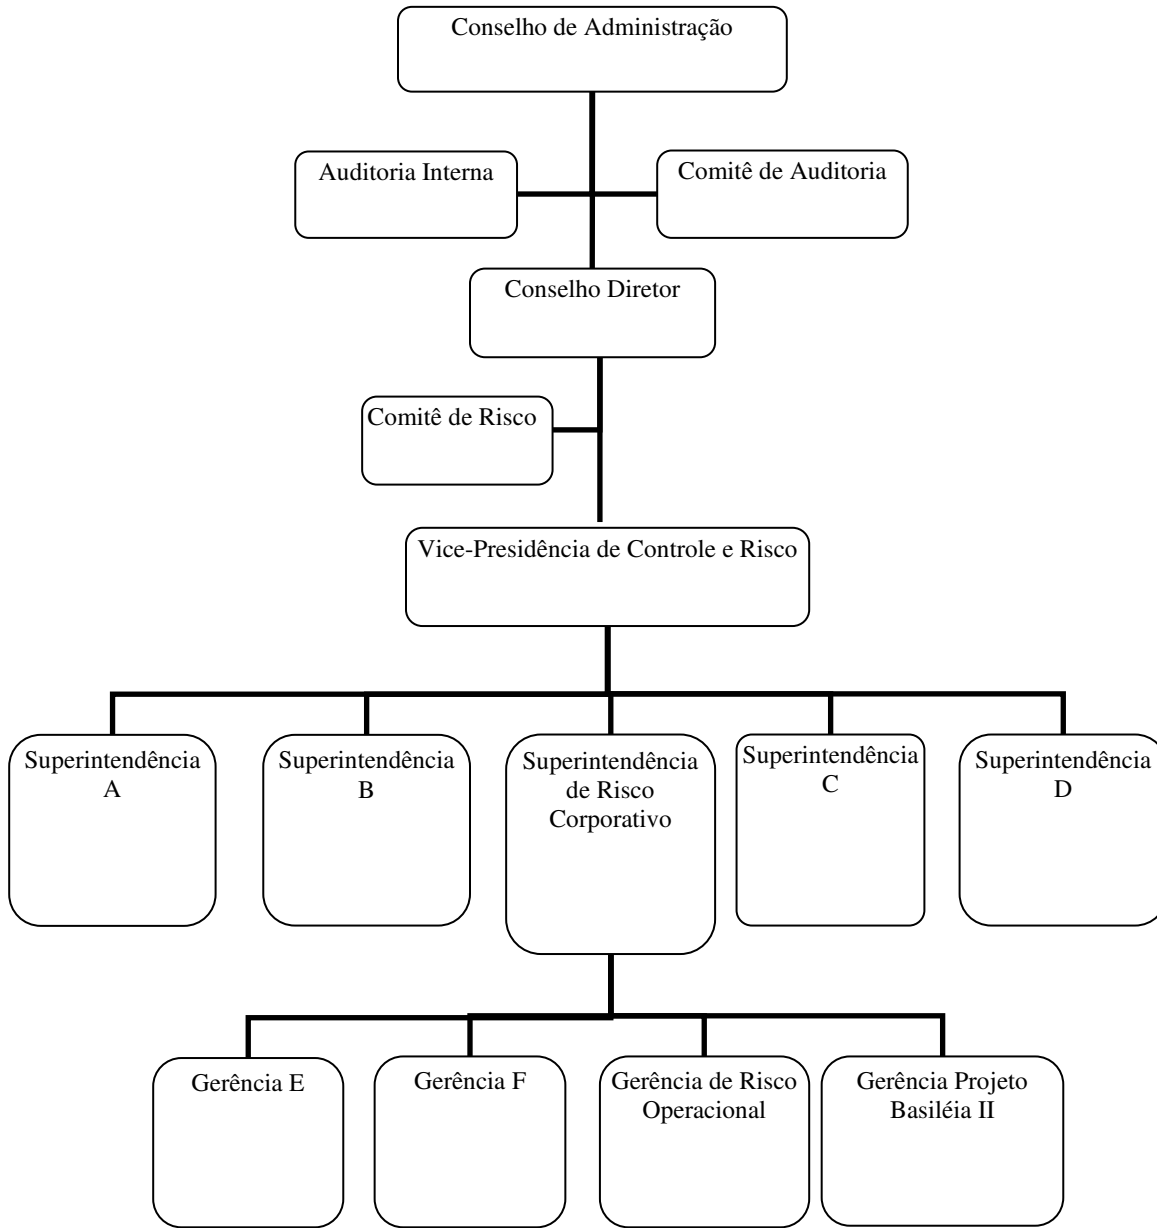 Conselho de Administração
Auditoria Interna
Comitê de Auditoria
Conselho Diretor
Comitê de Risco
Vice-Presidência de Controle e Risco
Superintendência
A
Superintendência
B
Superintendência
de Risco
Corporativo
Superintendência
C
Superintendência
D
Gerência E
Gerência F
Gerência de Risco
Operacional
Gerência Projeto
Basiléia II